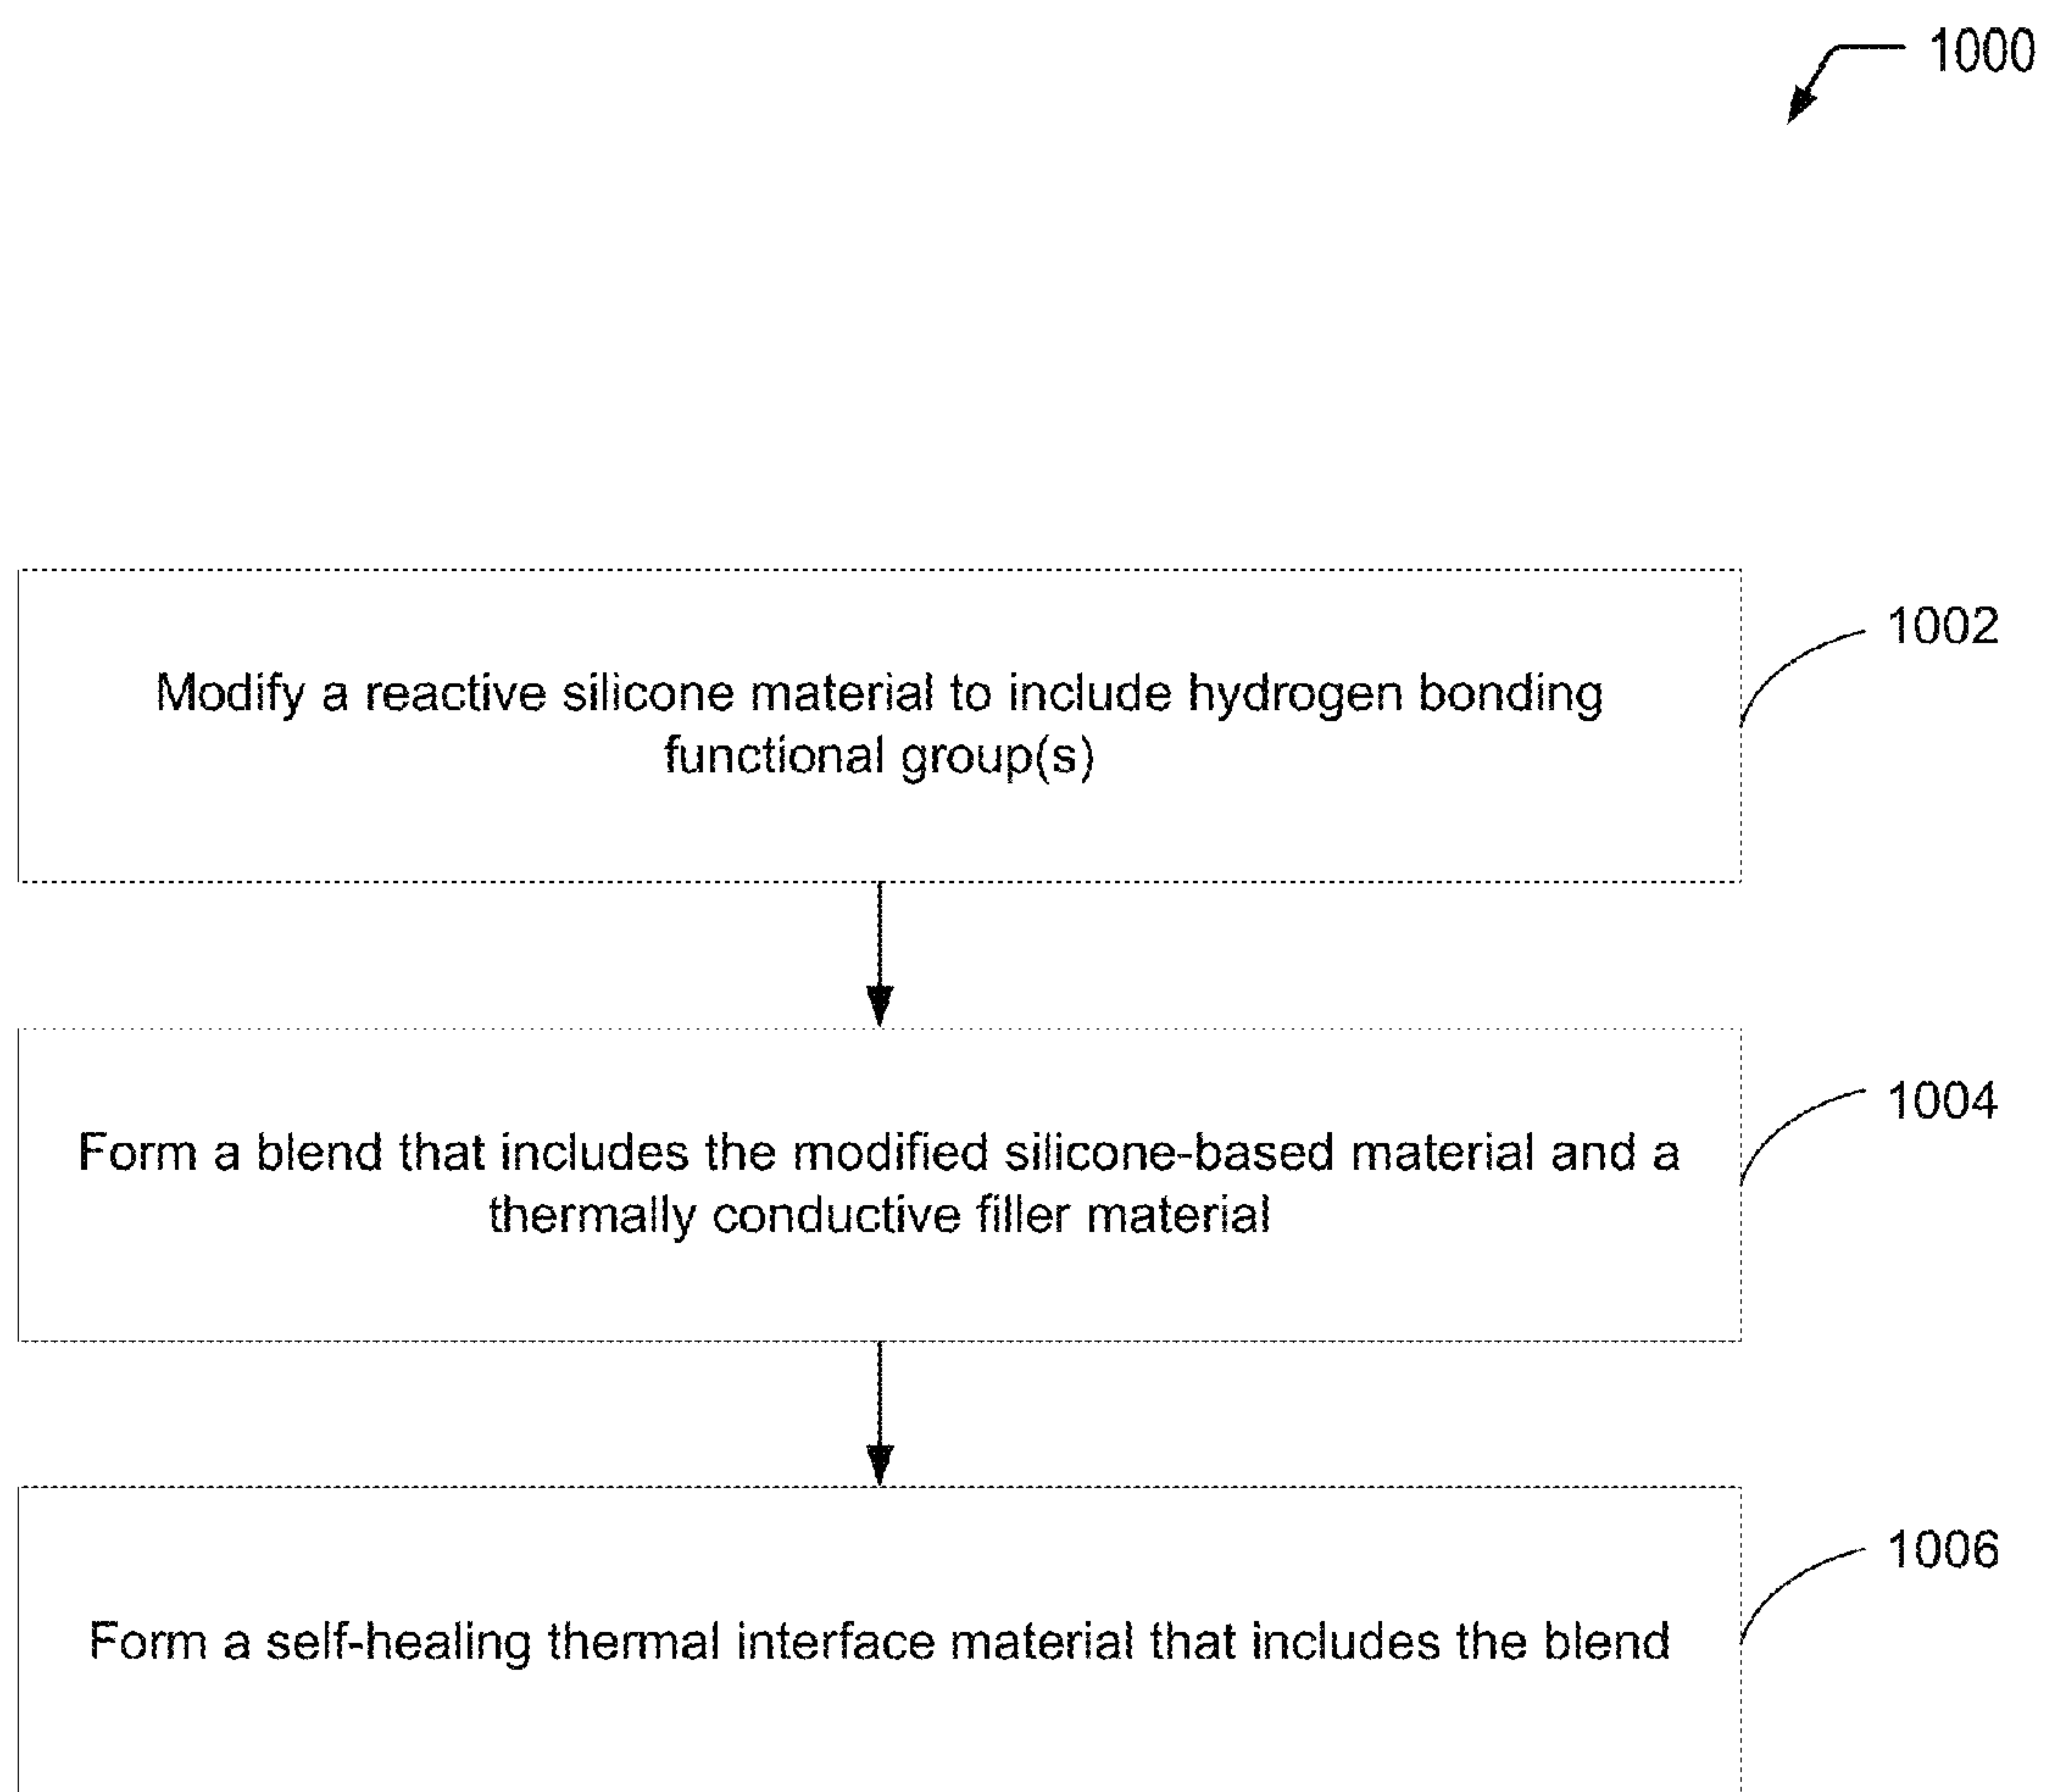 1000
1002
Modify a reactive silicone material to include hydrogen bonding
functional group(s)
1004
Form a blend that includes the modified silicone-based material and a
thermally conductive filler material
1006
Form a self-healing thermal interface material that includes the blend